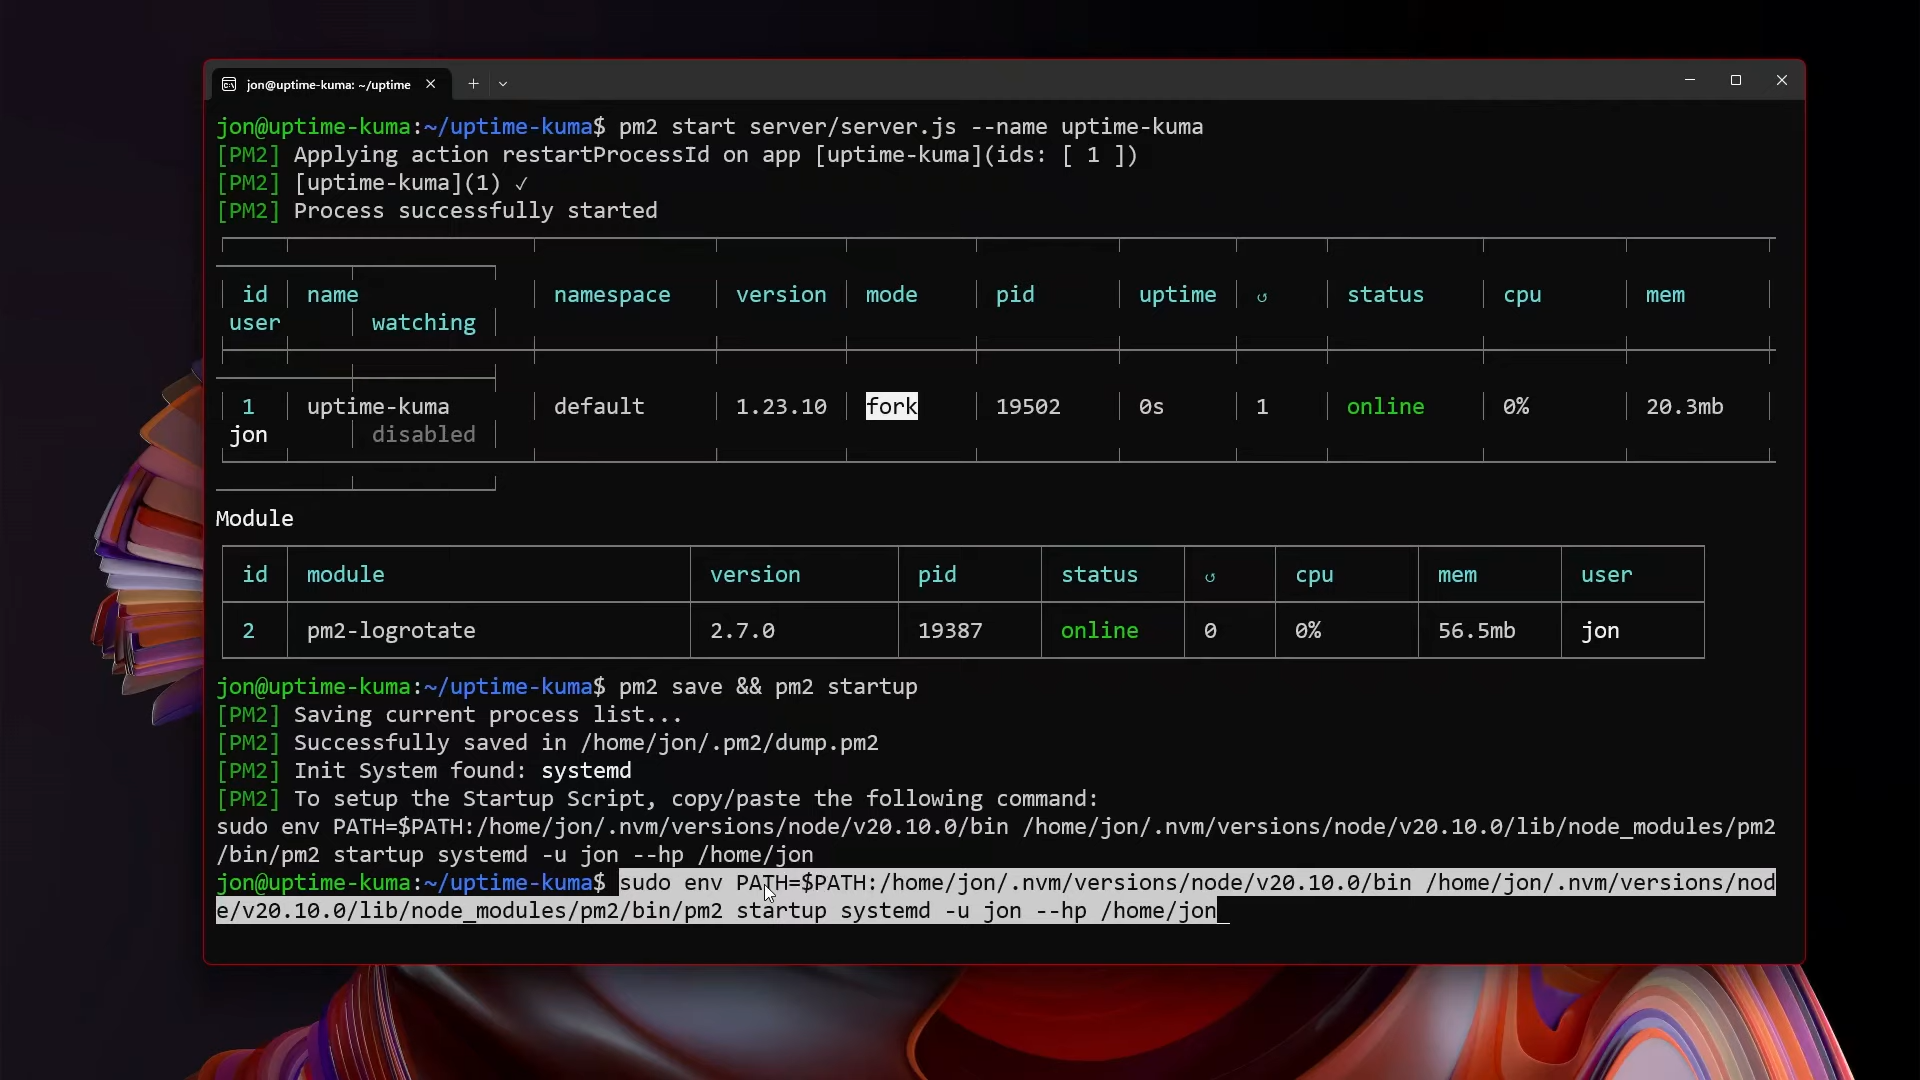 jon@uptime-kuma: ~/uptime
jon@uptime-kuma:~/uptime-kuma$ pm2 start server/server.js --name uptime-kuma
[PM2] Applying action restartProcessId on app [uptime-kuma](ids: [ 1 ])
[PM2] [uptime-kuma](1) ✓
[PM2] Process successfully started
id name namespace version mode pid uptime ↺ status cpu mem
user watching
1 uptime-kuma default 1.23.10 fork 19502 0s 1 online 0% 20.3mb
jon disabled
Module
id module version pid status ↺ cpu mem user
2 pm2-logrotate 2.7.0 19387 online 0 0% 56.5mb jon
jon@uptime-kuma:~/uptime-kuma$ pm2 save && pm2 startup
[PM2] Saving current process list...
[PM2] Successfully saved in /home/jon/.pm2/dump.pm2
[PM2] Init System found: systemd
[PM2] To setup the Startup Script, copy/paste the following command:
sudo env PATH=$PATH:/home/jon/.nvm/versions/node/v20.10.0/bin /home/jon/.nvm/versions/node/v20.10.0/lib/node_modules/pm2
/bin/pm2 startup systemd -u jon --hp /home/jon
jon@uptime-kuma:~/uptime-kuma$ sudo env PATH=$PATH:/home/jon/.nvm/versions/node/v20.10.0/bin /home/jon/.nvm/versions/nod
e/v20.10.0/lib/node_modules/pm2/bin/pm2 startup systemd -u jon --hp /home/jon